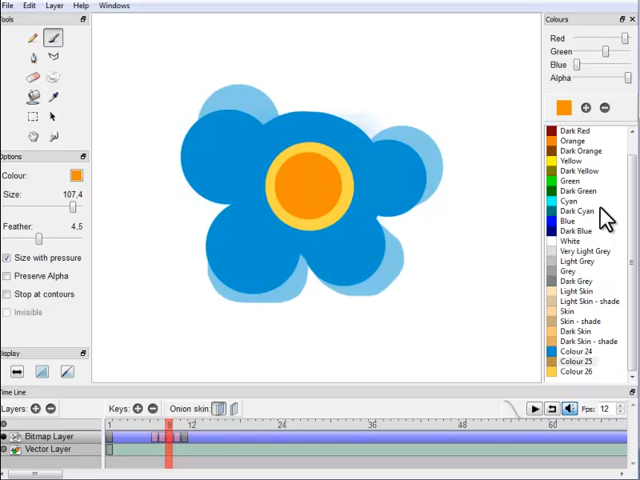 File Edit Layer Help Windows
Tools
Colours
Red
Green
Blue
Alpha
Dark Red
Orange
Dark Orange
Yellow
Dark Yellow
Green
Dark Green
Cyan
Dark Cyan
Blue
Dark Blue
White
Very Light Grey
Light Grey
Grey
Dark Grey
Light Skin
Light Skin - shade
Skin
Skin - shade
Dark Skin
Dark Skin - shade
Colour 24
Colour 25
Colour 26
Options
Colour:
Size: 107,4
Feather: 4,5
Size with pressure
Preserve Alpha
Stop at contours
Invisible
Display
Time Line
Layers: Keys: Onion skin: Fps: 12
1 9 12 24 36 48 60
Bitmap Layer
Vector Layer